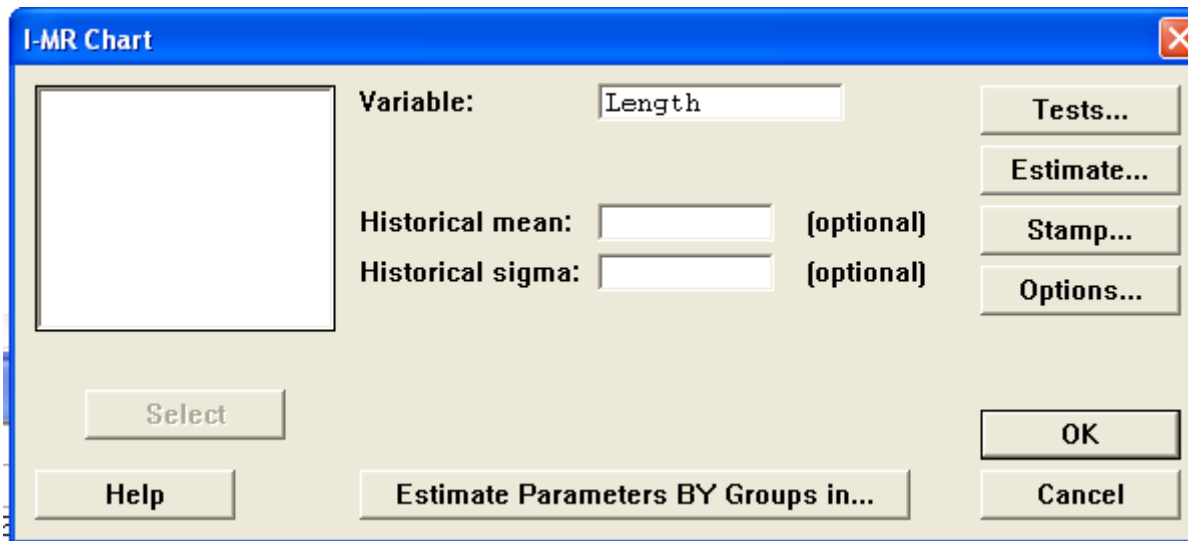 I-MR Chart
Variable: Length
Tests...
Estimate...
Historical mean: (optional)
Stamp...
Historical sigma: (optional)
Options...
Select
OK
Help
Estimate Parameters BY Groups in...
Cancel